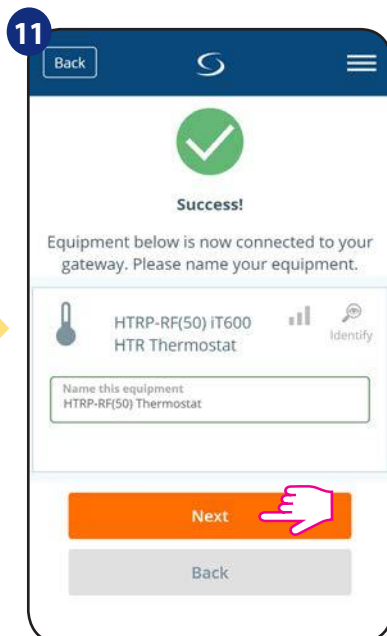 11
Back
Success!
Equipment below is now connected to your
gateway. Please name your equipment.
HTRP-RF(50) iT600
HTR Thermostat
Identify
Name this equipment
HTRP-RF(50) Thermostat
Next
Back